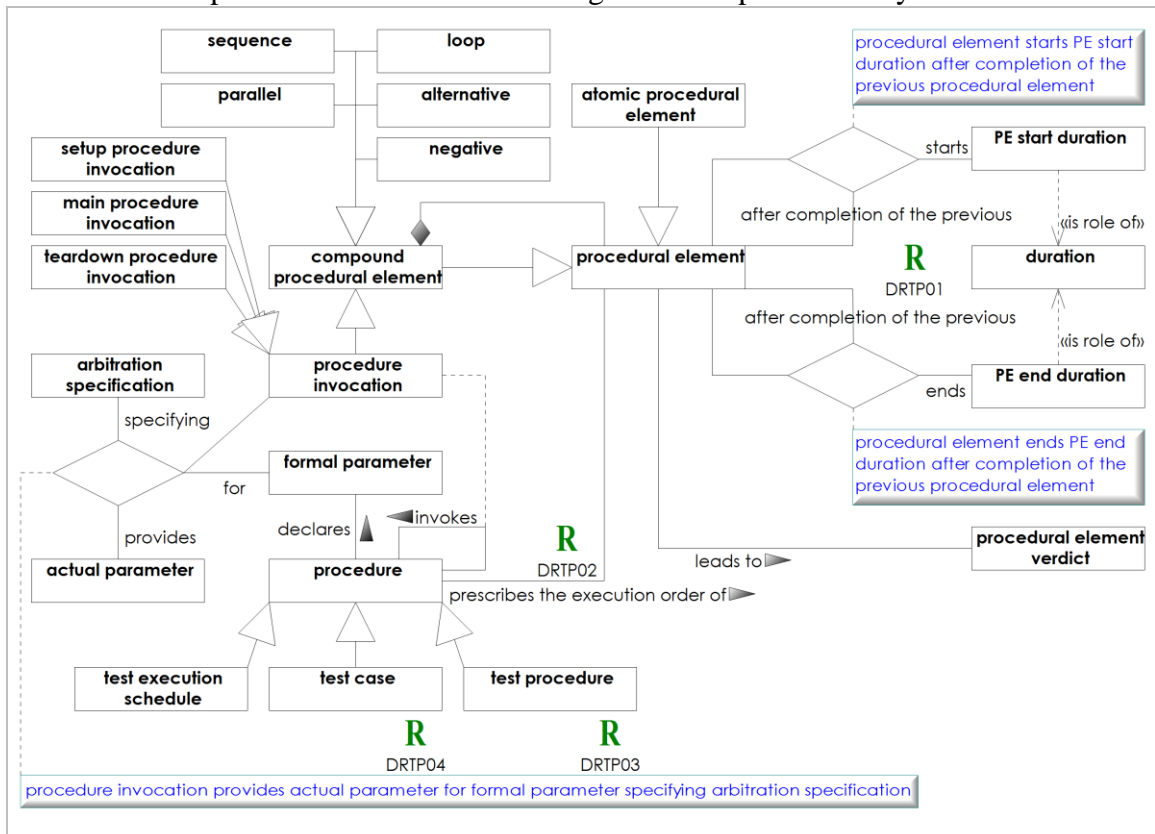 sequence
loop
parallel
alternative
negative
atomic procedural
element
procedural element starts PE start
duration after completion of the
previous procedural element
setup procedure
invocation
main procedure
invocation
teardown procedure
invocation
starts
PE start duration
after completion of the previous
«is role of»
compound
procedural element
procedural element
R
DRTP01
duration
after completion of the previous
«is role of»
arbitration
specification
procedure
invocation
ends
PE end duration
specifying
procedural element ends PE end
duration after completion of the
previous procedural element
formal parameter
for
declares
invokes
provides
actual parameter
procedure
R
DRTP02
leads to
procedural element
verdict
prescribes the execution order of
test execution
schedule
test case
test procedure
R
DRTP04
R
DRTP03
procedure invocation provides actual parameter for formal parameter specifying arbitration specification